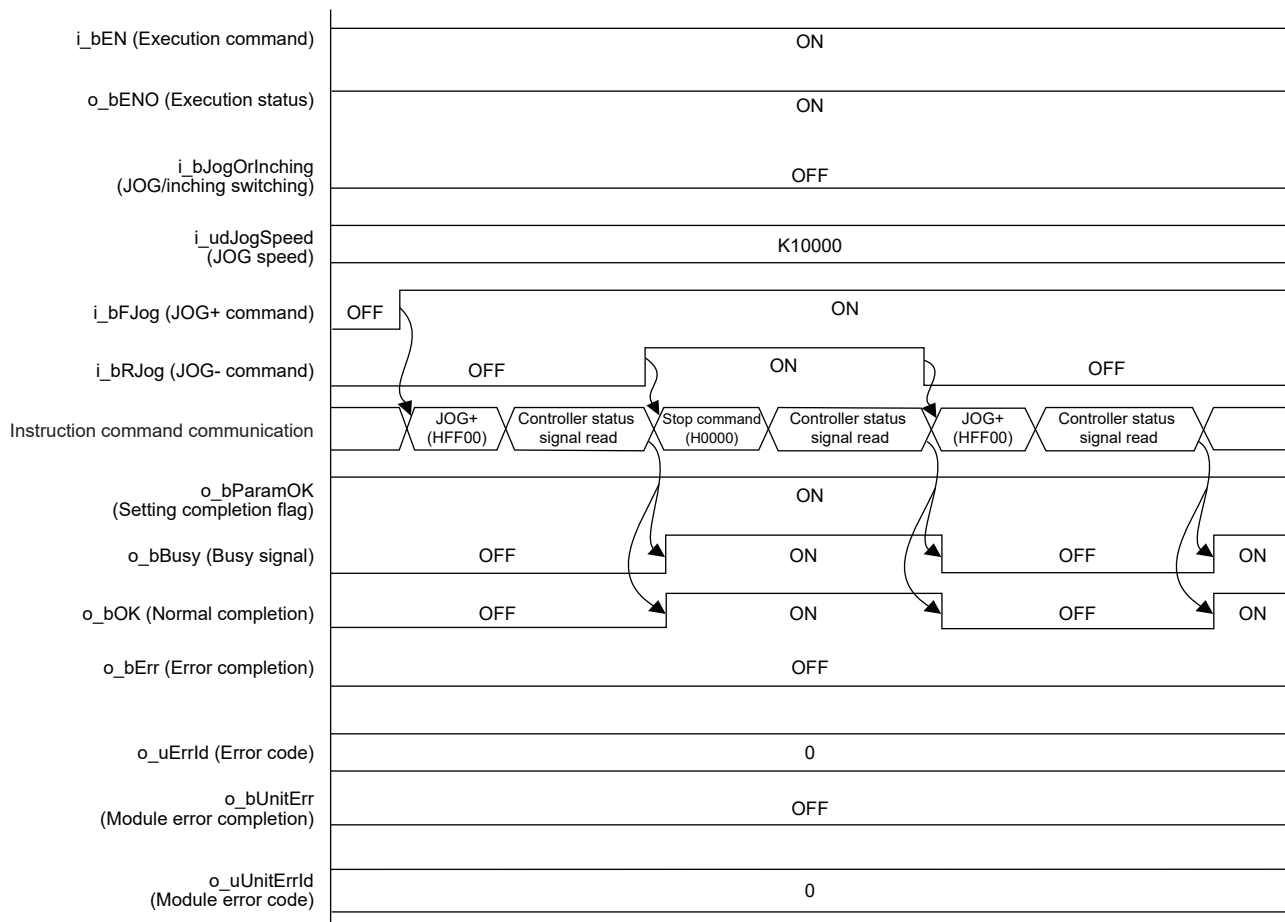 i_bEN (Execution command)
ON
o_bENO (Execution status)
ON
i_bJogOrInching
(JOG/inching switching)
OFF
i_udJogSpeed
(JOG speed)
K10000
i_bFJog (JOG+ command)
OFF
ON
i_bRJog (JOG- command)
OFF
ON
OFF
Instruction command communication
JOG+
(HFF00)
Controller status
signal read
Stop command
(H0000)
Controller status
signal read
JOG+
(HFF00)
Controller status
signal read
o_bParamOK
(Setting completion flag)
ON
o_bBusy (Busy signal)
OFF
ON
OFF
ON
o_bOK (Normal completion)
OFF
ON
OFF
ON
o_bErr (Error completion)
OFF
o_uErrId (Error code)
0
o_bUnitErr
(Module error completion)
OFF
o_uUnitErrId
(Module error code)
0